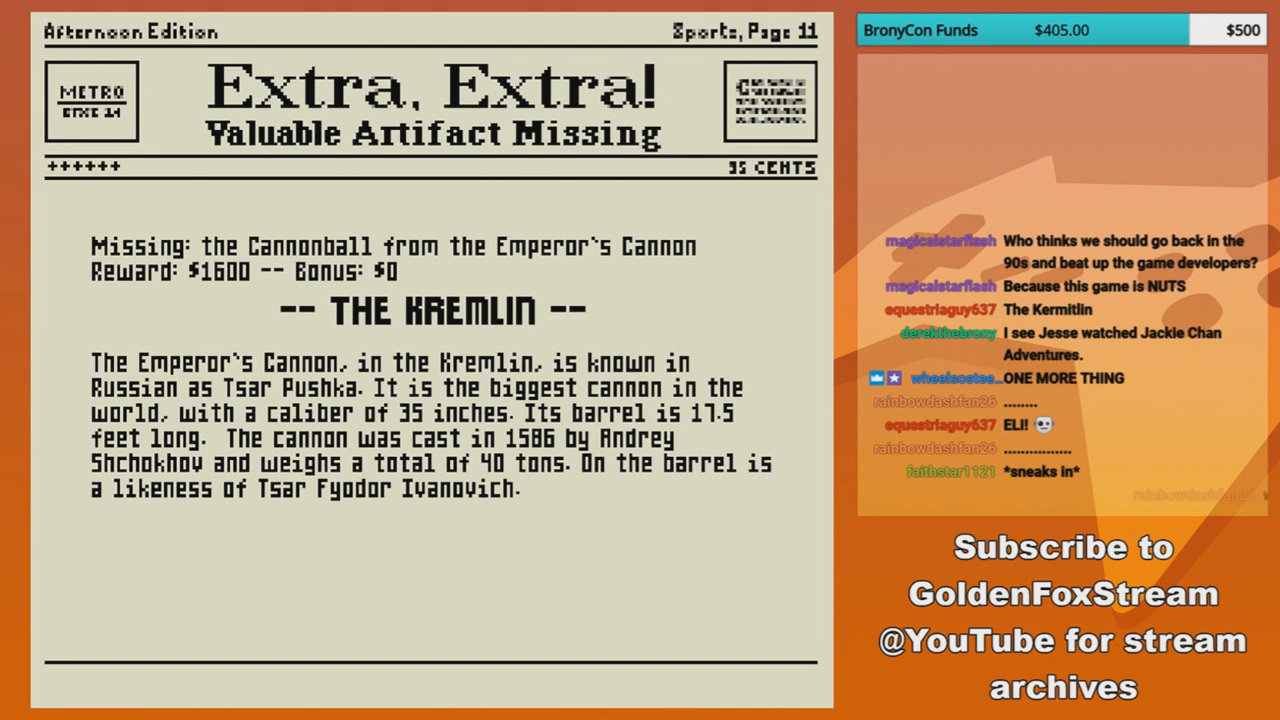 Afternoon Edition
Sports, Page 11
METRO
Extra, Extra!
Valuable Artifact Missing
++++++
35 CENTS
Missing: the Cannonball from the Emperor's Cannon
Reward: $1600 -- Bonus: $0
-- THE KREMLIN --
The Emperor's Cannon, in the Kremlin, is known in
Russian as Tsar Pushka. It is the biggest cannon in the
world, with a caliber of 35 inches. Its barrel is 17.5
feet long. The cannon was cast in 1586 by Andrey
Shchokhov and weighs a total of 40 tons. On the barrel is
a likeness of Tsar Fyodor Ivanovich.
BronyCon Funds $405.00 $500
magicalstarflash Who thinks we should go back in the
90s and beat up the game developers?
magicalstarflash Because this game is NUTS
equestriaguy637 The Kermitlin
derekthebrony I see Jesse watched Jackie Chan
Adventures.
wheelsostee... ONE MORE THING
rainbowdashfan26 ........
equestriaguy637 ELI!
rainbowdashfan26 ................
faithstar1121 *sneaks in*
rainbowdashfan26
Subscribe to
GoldenFoxStream
@YouTube for stream
archives